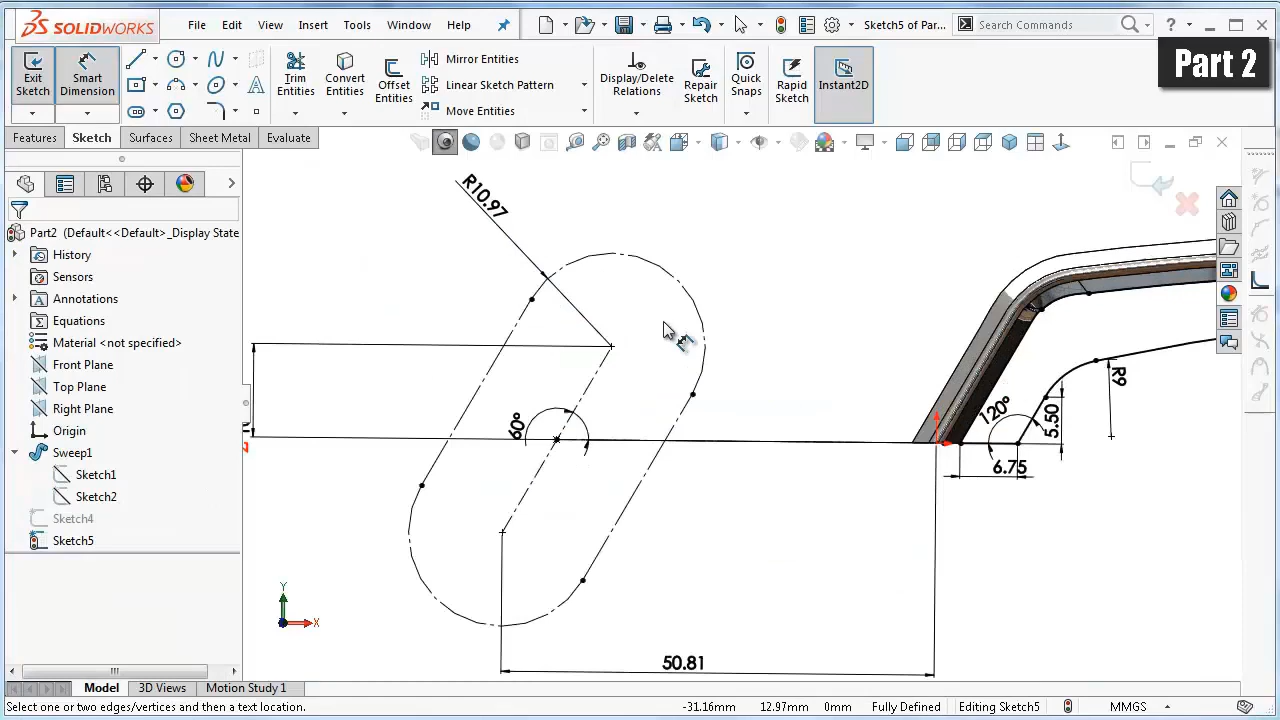 SOLIDWORKS
File Edit View Insert Tools Window Help
Sketch5 of Par...
Search Commands
?
Part 2
Exit Sketch
Smart Dimension
Trim Entities
Convert Entities
Offset Entities
Mirror Entities
Linear Sketch Pattern
Move Entities
Display/Delete Relations
Repair Sketch
Quick Snaps
Rapid Sketch
Instant2D
Features Sketch Surfaces Sheet Metal Evaluate
Part2 (Default<<Default>_Display State
History
Sensors
Annotations
Equations
Material <not specified>
Front Plane
Top Plane
Right Plane
Origin
Sweep1
Sketch1
Sketch2
Sketch4
Sketch5
R10.97
60°
120°
5.50
R9
6.75
50.81
Y
X
Model 3D Views Motion Study 1
Select one or two edges/vertices and then a text location.
-31.16mm 12.97mm 0mm Fully Defined Editing Sketch5 MMGS